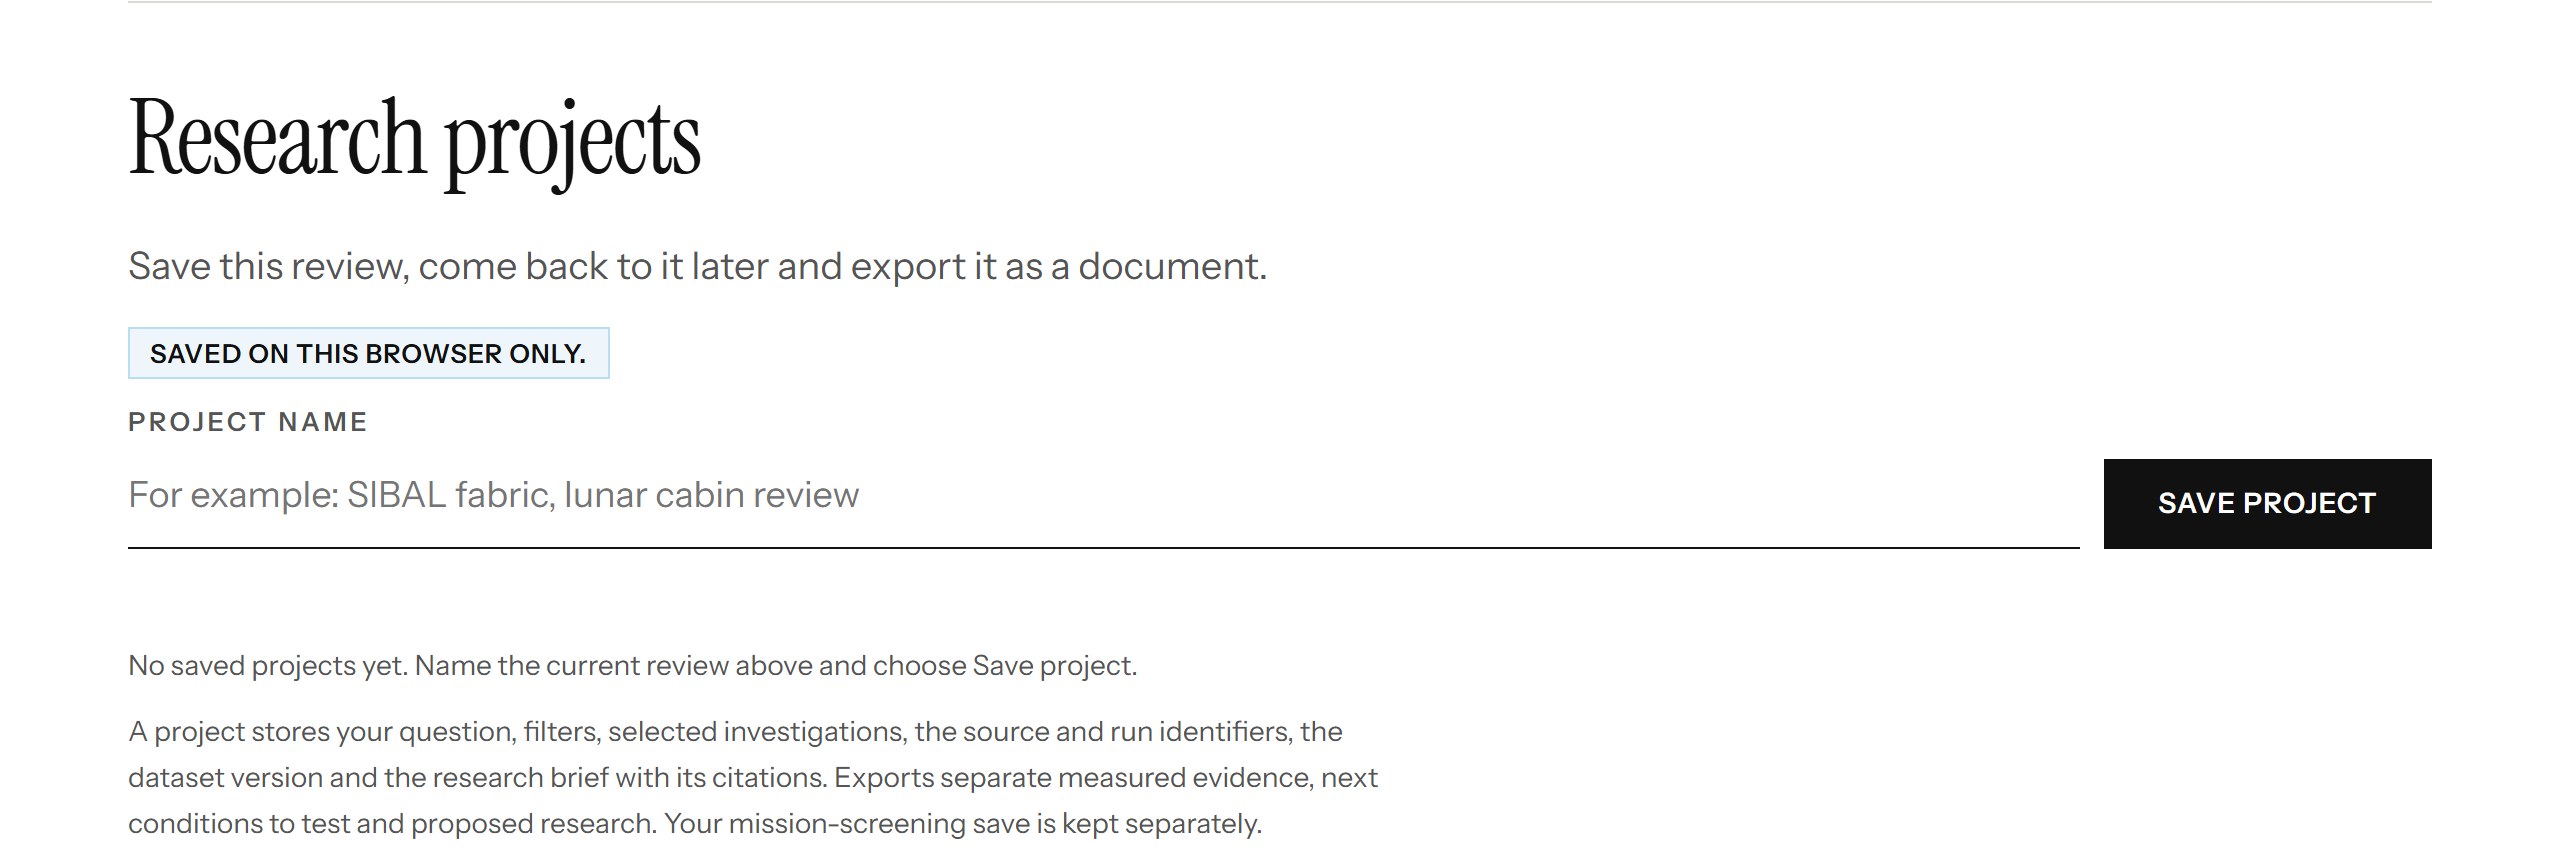 Research projects
Save this review, come back to it later and export it as a document.
SAVED ON THIS BROWSER ONLY.
PROJECT NAME
For example: SIBAL fabric, lunar cabin review
SAVE PROJECT
No saved projects yet. Name the current review above and choose Save project.
A project stores your question, filters, selected investigations, the source and run identifiers, the
dataset version and the research brief with its citations. Exports separate measured evidence, next
conditions to test and proposed research. Your mission-screening save is kept separately.